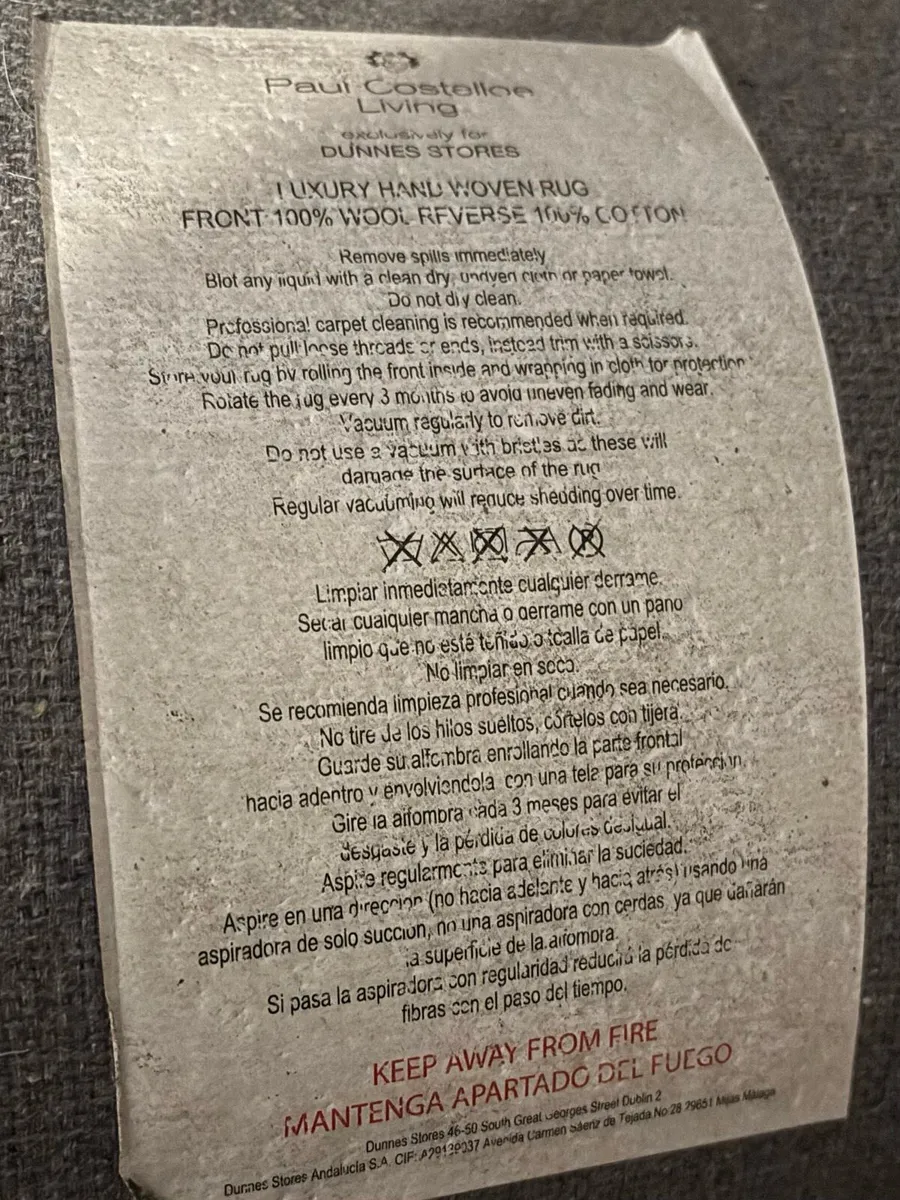 Paul Costelloe
Living
exclusively for
DUNNES STORES
LUXURY HAND WOVEN RUG
FRONT 100% WOOL REVERSE 100% COTTON
Remove spills immediately
Blot any liquid with a clean dry, undyed cloth or paper towel.
Do not dry clean.
Professional carpet cleaning is recommended when required.
Do not pull loose threads or ends, instead trim with a scissors.
Store your rug by rolling the front inside and wrapping in cloth for protection
Rotate the rug every 3 months to avoid uneven fading and wear.
Vacuum regularly to remove dirt.
Do not use a vacuum with bristles as these will
damage the surface of the rug
Regular vacuuming will reduce shedding over time.
Limpiar inmediatamente cualquier derrame.
Secar cualquier mancha o derrame con un pano
limpio que no esté teñido o toalla de papel.
No limpiar en seco.
Se recomienda limpieza profesional cuando sea necesario.
No tire de los hilos sueltos, córtelos con tijera.
Guarde su alfombra enrollando la parte frontal
hacia adentro y envolviendola con una tela para su protección.
Gire la alfombra cada 3 meses para evitar el
desgaste y la pérdida de colores desigual.
Aspire regularmente para eliminar la suciedad.
Aspire en una dirección (no hacia adelante y hacia atrás) usando una
aspiradora de solo succión, no una aspiradora con cerdas, ya que dañarán
la superficie de la alfombra.
Si pasa la aspiradora con regularidad reducirá la pérdida de
fibras con el paso del tiempo.
KEEP AWAY FROM FIRE
MANTENGA APARTADO DEL FUEGO
Dunnes Stores 46-50 South Great Georges Street Dublin 2
Dunnes Stores Andalucia S.A. CIF: Avenida Carmen Sáenz de Tejada No 28 29651 Mijas Málaga